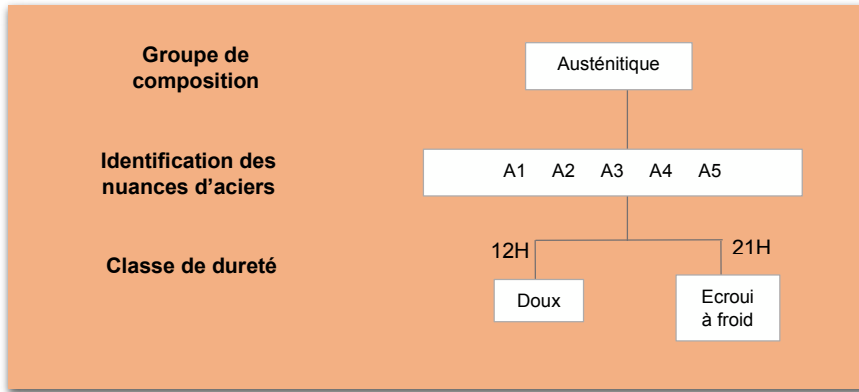 Groupe de
composition
Austénitique
Identification des
nuances d'aciers
A1 A2 A3 A4 A5
Classe de dureté
12H
21H
Doux
Ecroui
à froid